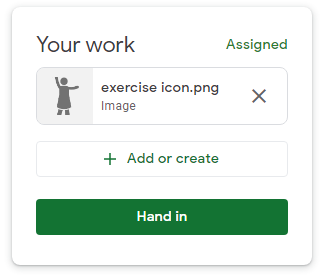 Your work
Assigned
exercise icon.png
Image
Add or create
Hand in